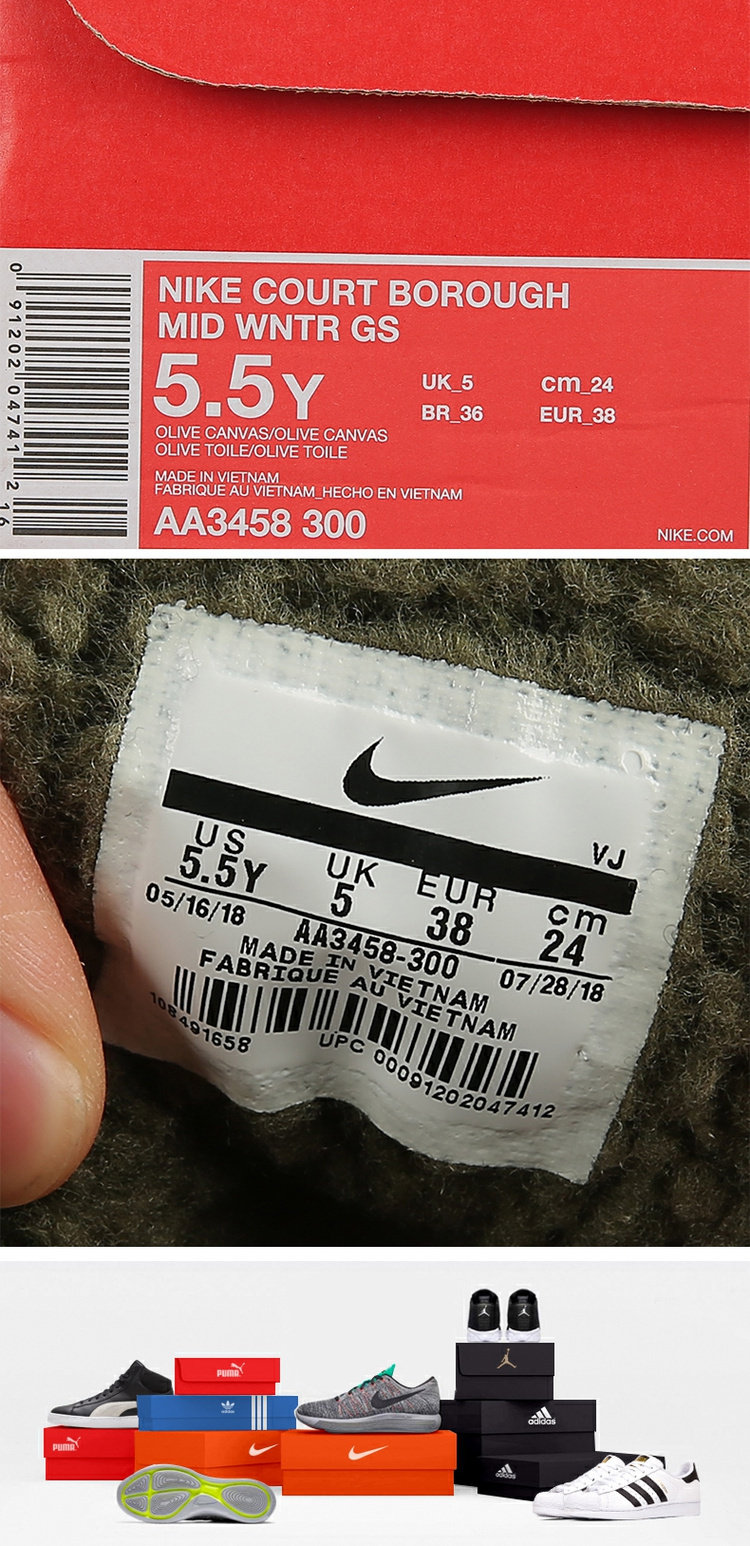 NIKE COURT BOROUGH
MID WNTR GS
5.5Y
UK_5 cm_24
BR_36 EUR_38
OLIVE CANVAS/OLIVE CANVAS
OLIVE TOILE/OLIVE TOILE
MADE IN VIETNAM
FABRIQUE AU VIETNAM_HECHO EN VIETNAM
AA3458 300
NIKE.COM
0 91202 04741 2 16
VJ
US UK EUR cm
5.5Y 5 38 24
05/16/18 AA3458-300 07/28/18
MADE IN VIETNAM
FABRIQUE AU VIETNAM
108491658 UPC 00091202047412
PUMA
adidas
PUMA
adidas
adidas